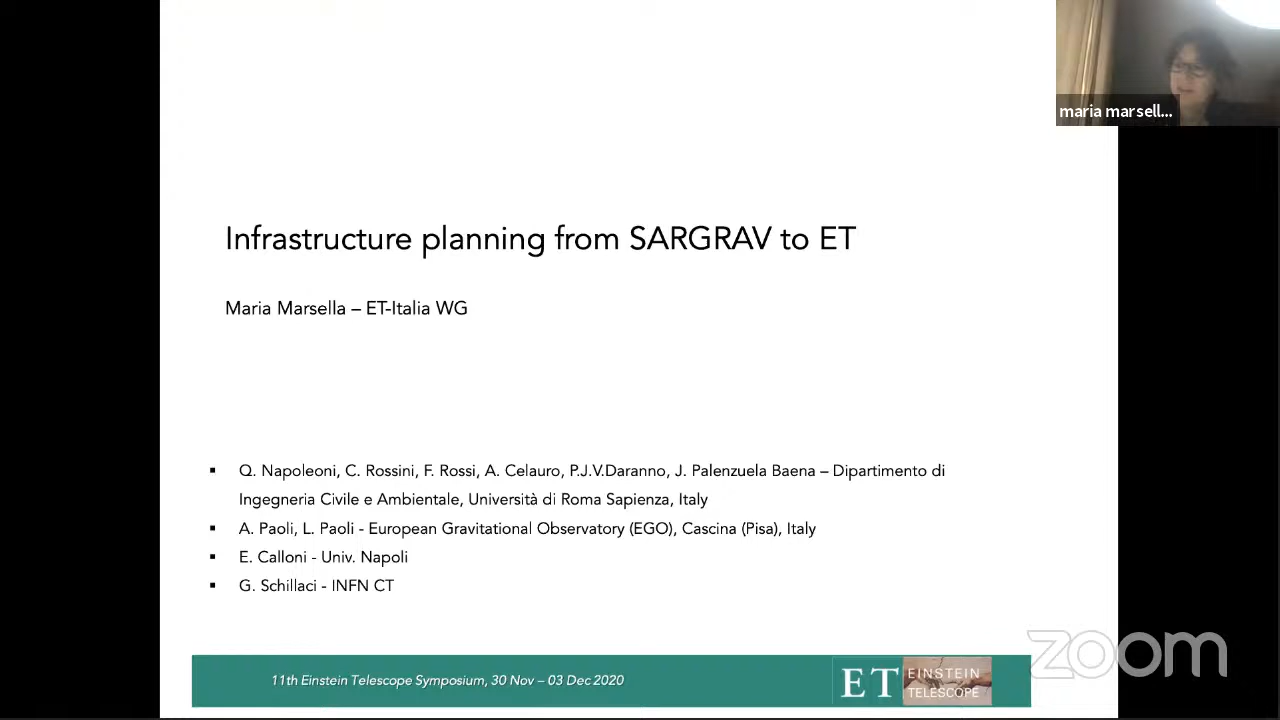 maria marsell...
Infrastructure planning from SARGRAV to ET
Maria Marsella – ET-Italia WG
▪ Q. Napoleoni, C. Rossini, F. Rossi, A. Celauro, P.J.V.Daranno, J. Palenzuela Baena – Dipartimento di
Ingegneria Civile e Ambientale, Università di Roma Sapienza, Italy
▪ A. Paoli, L. Paoli - European Gravitational Observatory (EGO), Cascina (Pisa), Italy
▪ E. Calloni - Univ. Napoli
▪ G. Schillaci - INFN CT
11th Einstein Telescope Symposium, 30 Nov – 03 Dec 2020
ET EINSTEIN
TELESCOPE
zoom